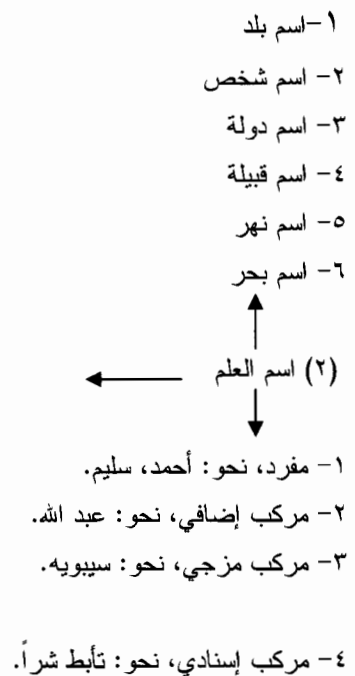 ١-اسم بلد
٢- اسم شخص
٣- اسم دولة
٤- اسم قبيلة
٥- اسم نهر
٦- اسم بحر
(٢) اسم العلم
١- مفرد، نحو: أحمد، سليم.
٢- مركب إضافي، نحو: عبد الله.
٣- مركب مزجي، نحو: سيبويه.
٤- مركب إسنادي، نحو: تأبط شراً.